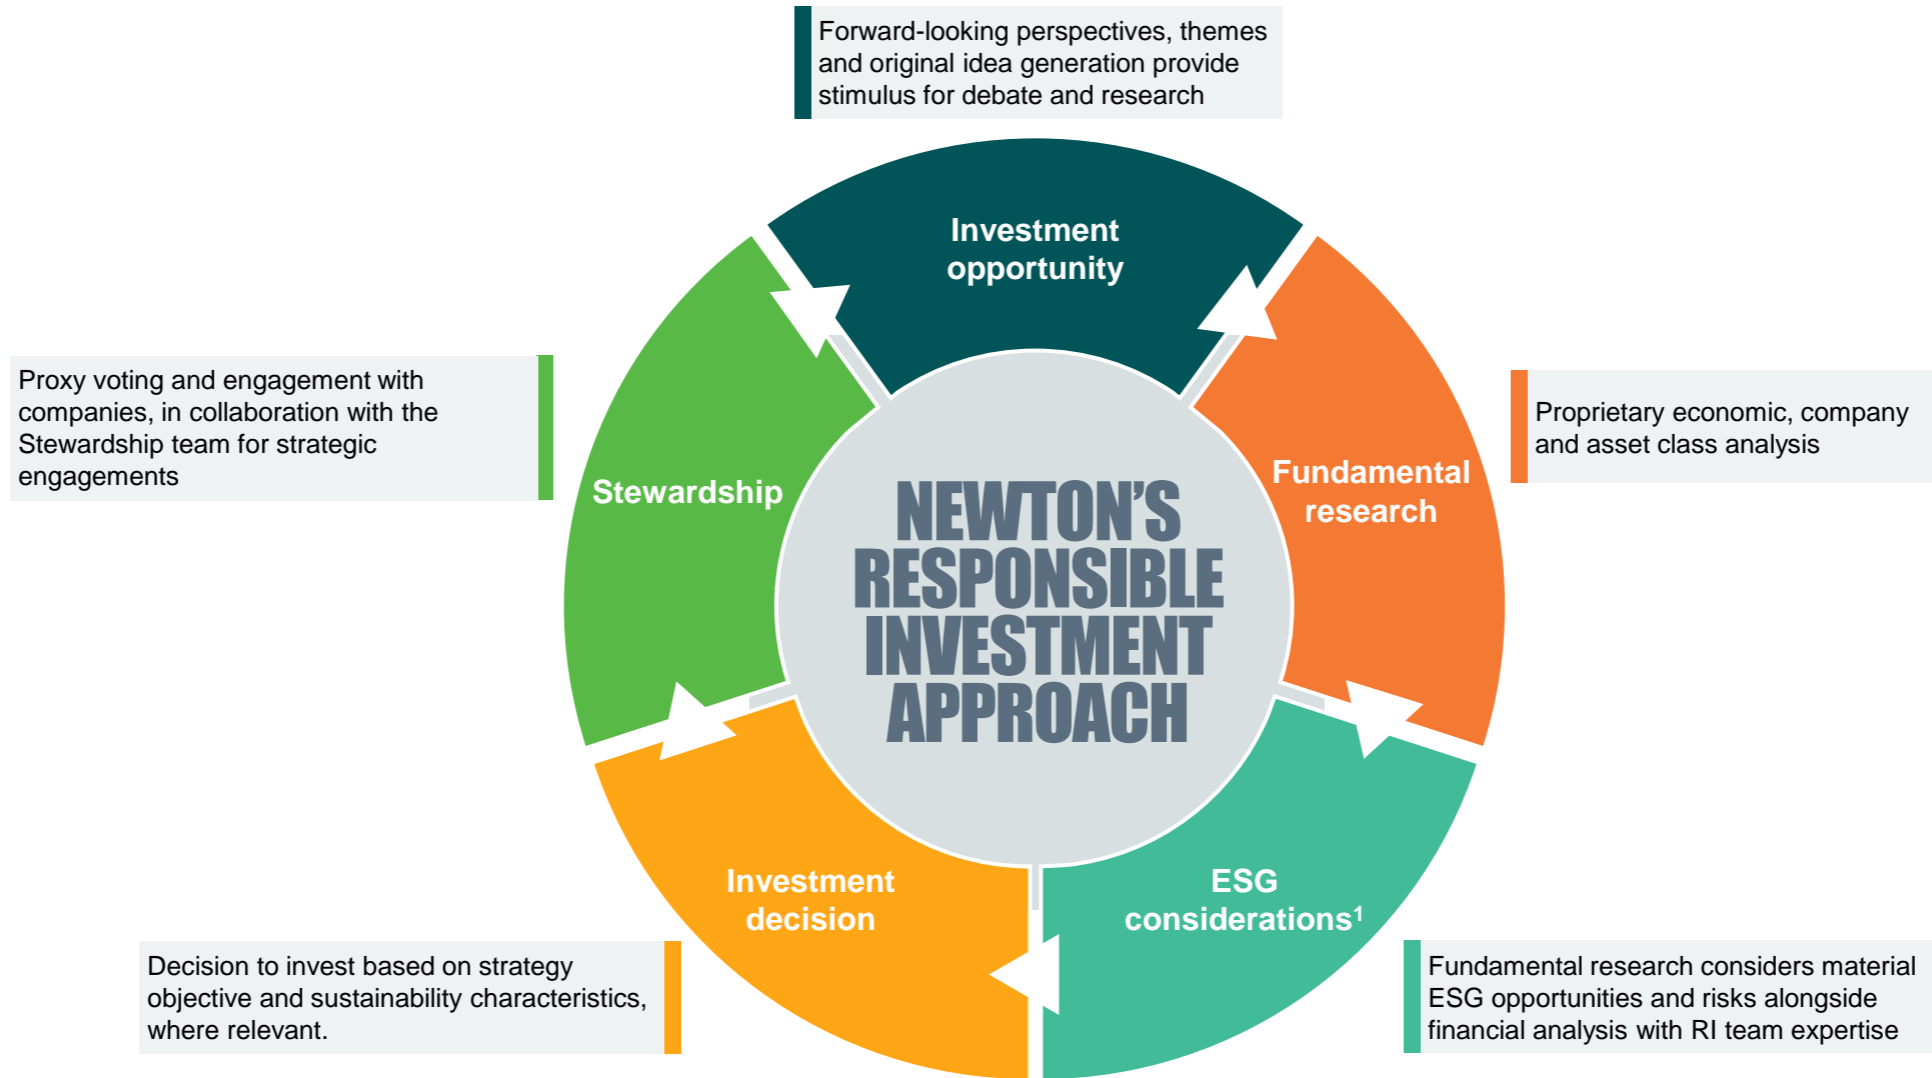 Forward-looking perspectives, themes
and original idea generation provide
stimulus for debate and research
Investment
opportunity
Proxy voting and engagement with
companies, in collaboration with the
Stewardship team for strategic
engagements
Stewardship
NEWTON'S
RESPONSIBLE
INVESTMENT
APPROACH
Fundamental
research
Proprietary economic, company
and asset class analysis
Investment
decision
ESG
considerations¹
Decision to invest based on strategy
objective and sustainability characteristics,
where relevant.
Fundamental research considers material
ESG opportunities and risks alongside
financial analysis with RI team expertise